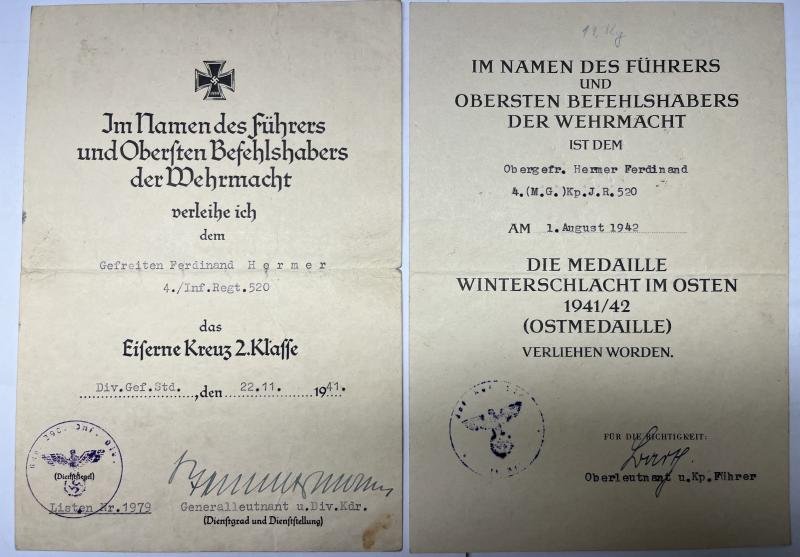 Im Namen des Führers
und Obersten Befehlshabers
der Wehrmacht
verleihe ich
dem
Gefreiten Ferdinand Hermer
4./Inf.Regt.520
das
Eiserne Kreuz 2. Klasse
Div.Gef.Std. , den 22.11. 1941.
(Dienstsiegel)
Listen Nr.1979
Generalleutnant u.Div.Kdr.
(Dienstgrad und Dienststellung)
IM NAMEN DES FÜHRERS
UND
OBERSTEN BEFEHLSHABERS
DER WEHRMACHT
IST DEM
Obergefr. Hermer Ferdinand
4.(M.G.)Kp.J.R.520
AM 1.August 1942
DIE MEDAILLE
WINTERSCHLACHT IM OSTEN
1941/42
(OSTMEDAILLE)
VERLIEHEN WORDEN.
FÜR DIE RICHTIGKEIT:
Oberleutnant u.Kp.Führer